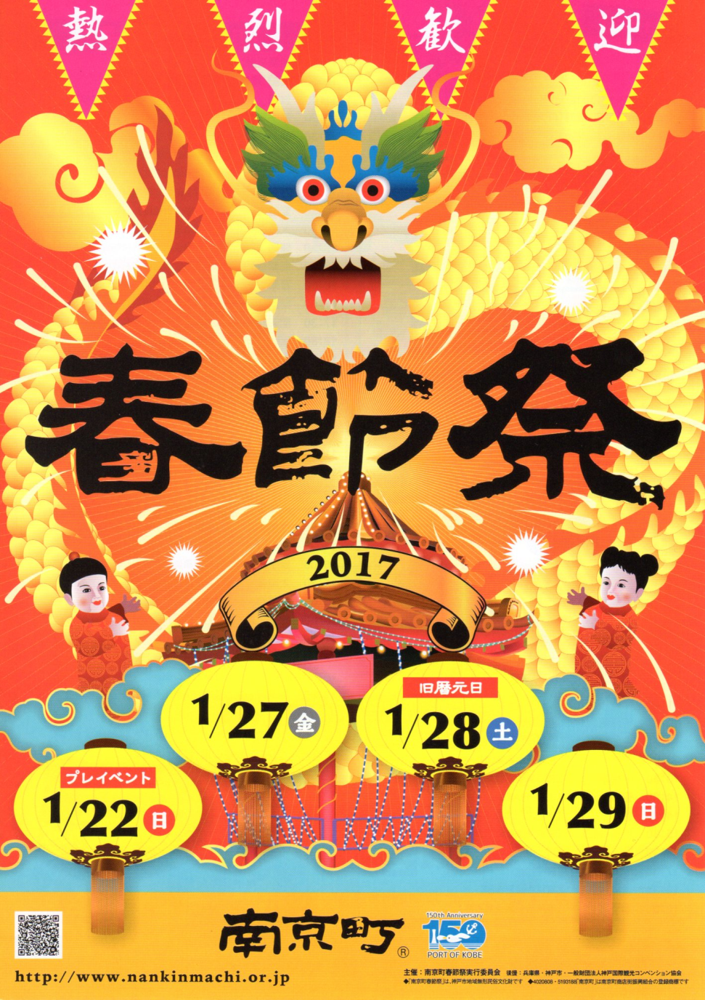 熱烈歓迎
春節祭
2017
1/27 金
旧暦元日
1/28 土
プレイベント
1/22 日
1/29 日
南京町®
150th Anniversary
150
PORT OF KOBE
http://www.nankinmachi.or.jp
主催：南京町春節祭実行委員会 後援：兵庫県・神戸市・一般財団法人神戸国際観光コンベンション協会
◆「南京町春節祭」は、神戸市地域無形民俗文化財です ◆4020808・5193188「南京町」は南京町商店街振興組合の登録商標です